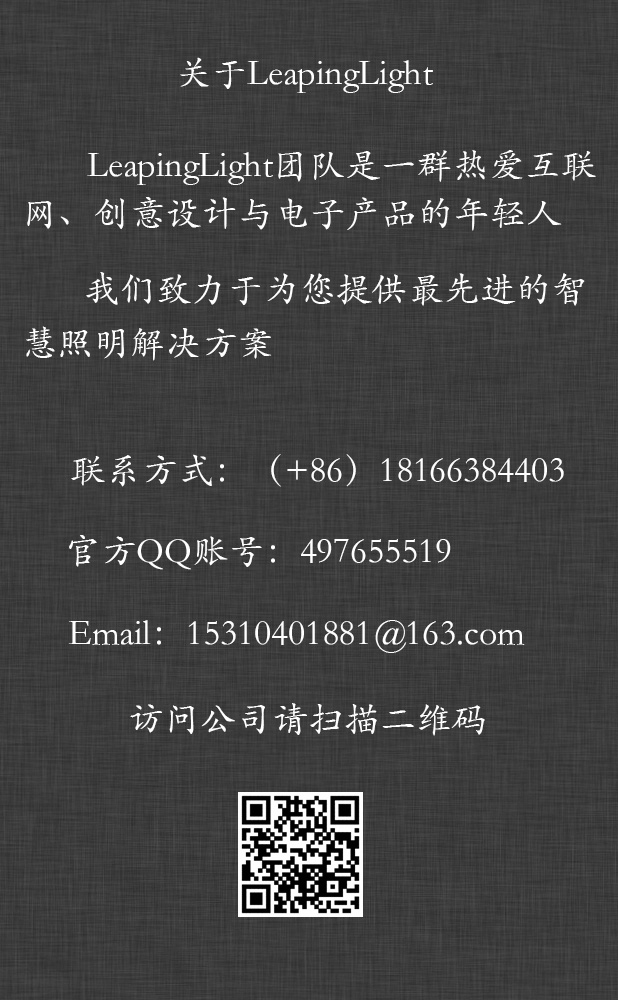 关于LeapingLight
LeapingLight团队是一群热爱互联
网、创意设计与电子产品的年轻人
我们致力于为您提供最先进的智
慧照明解决方案
联系方式：（+86）18166384403
官方QQ账号：497655519
Email：15310401881@163.com
访问公司请扫描二维码